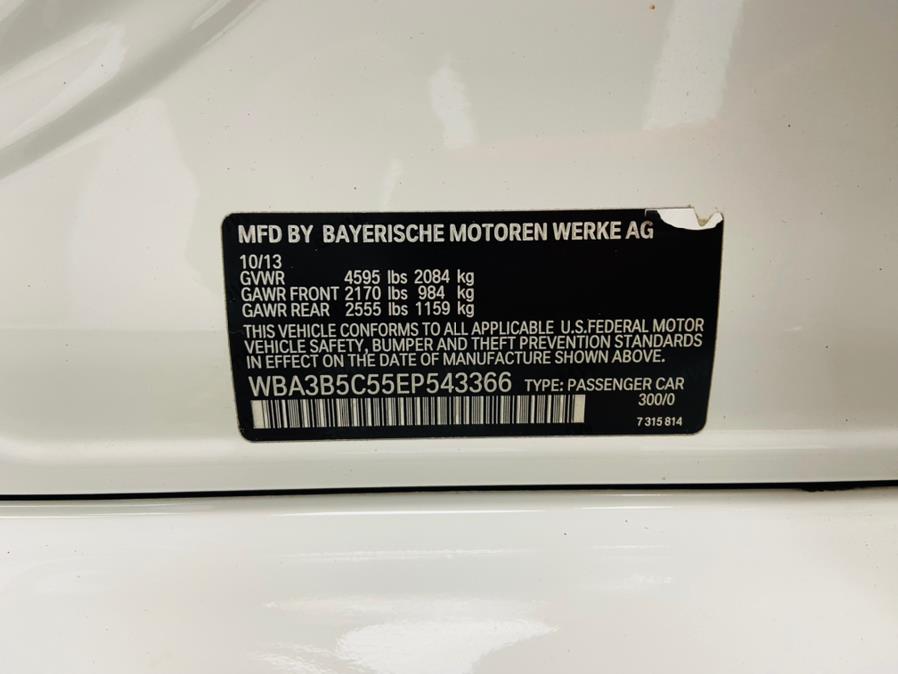 MFD BY BAYERISCHE MOTOREN WERKE AG
10/13
GVWR 4595 lbs 2084 kg
GAWR FRONT 2170 lbs 984 kg
GAWR REAR 2555 lbs 1159 kg
THIS VEHICLE CONFORMS TO ALL APPLICABLE U.S.FEDERAL MOTOR
VEHICLE SAFETY, BUMPER AND THEFT PREVENTION STANDARDS
IN EFFECT ON THE DATE OF MANUFACTURE SHOWN ABOVE.
WBA3B5C55EP543366 TYPE: PASSENGER CAR
300/0
7 315 814